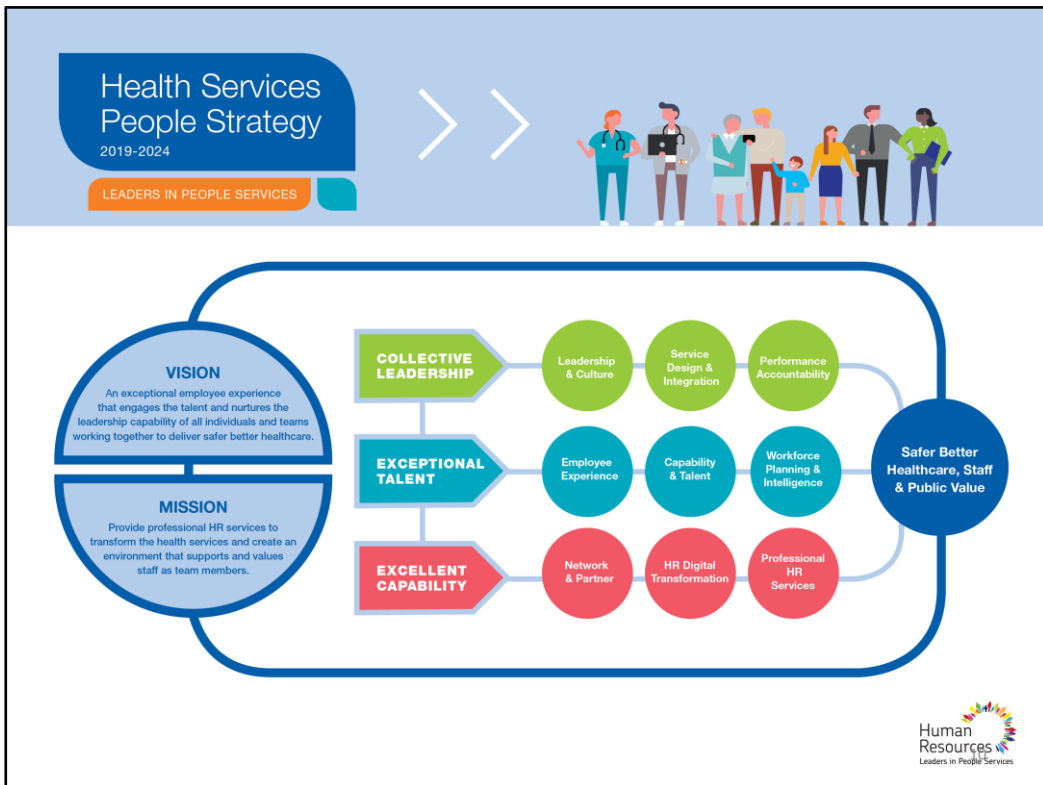 Health Services
People Strategy
2019-2024
LEADERS IN PEOPLE SERVICES
VISION
An exceptional employee experience
that engages the talent and nurtures the
leadership capability of all individuals and teams
working together to deliver safer better healthcare.
MISSION
Provide professional HR services to
transform the health services and create an
environment that supports and values
staff as team members.
COLLECTIVE
LEADERSHIP
Leadership
& Culture
Service
Design &
Integration
Performance
Accountability
EXCEPTIONAL
TALENT
Employee
Experience
Capability
& Talent
Workforce
Planning &
Intelligence
EXCELLENT
CAPABILITY
Network
& Partner
HR Digital
Transformation
Professional
HR
Services
Safer Better
Healthcare, Staff
& Public Value
Human
Resources
Leaders in People Services